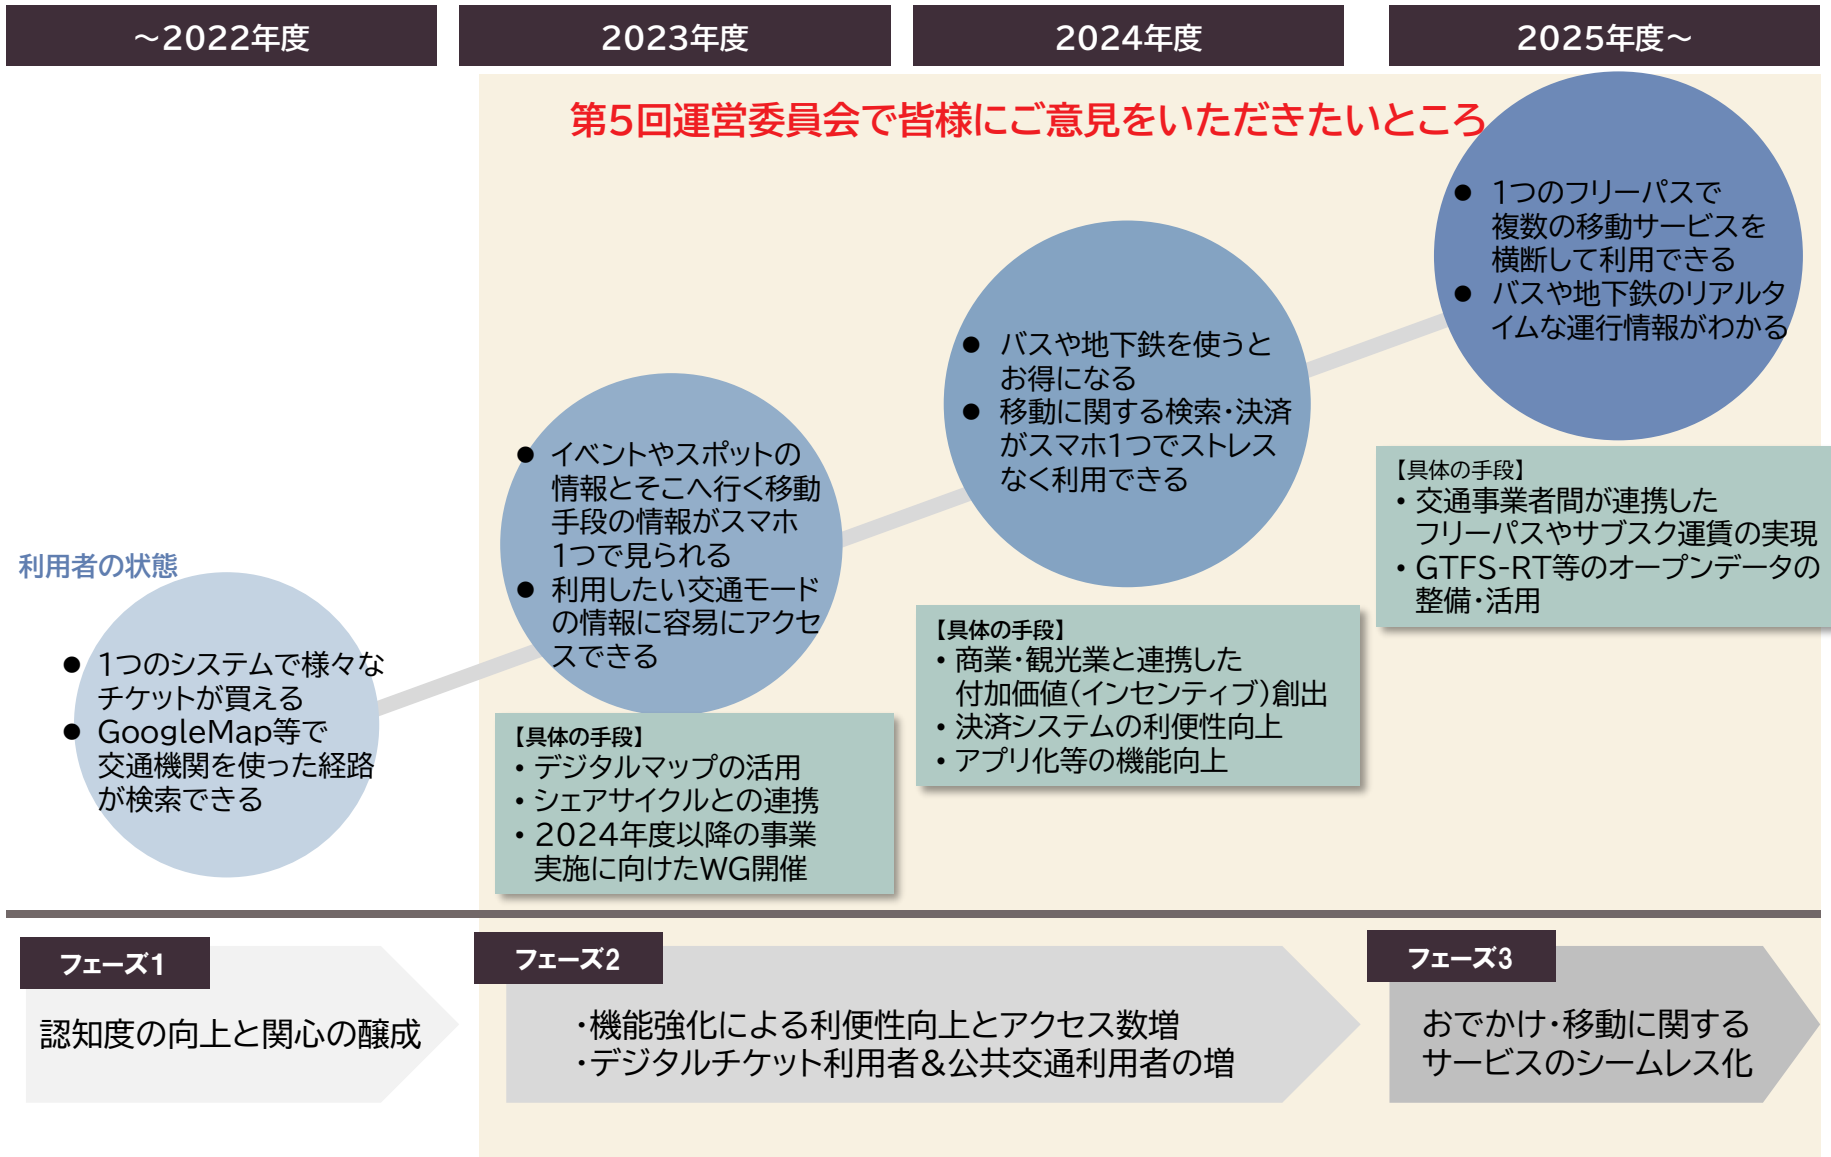 ～2022年度
2023年度
2024年度
2025年度～
第5回運営委員会で皆様にご意見をいただきたいところ
利用者の状態
● 1つのシステムで様々な
チケットが買える
● GoogleMap等で
交通機関を使った経路
が検索できる
● イベントやスポットの
情報とそこへ行く移動
手段の情報がスマホ
1つで見られる
● 利用したい交通モード
の情報に容易にアクセ
スできる
【具体の手段】
・デジタルマップの活用
・シェアサイクルとの連携
・2024年度以降の事業
実施に向けたWG開催
● バスや地下鉄を使うと
お得になる
● 移動に関する検索・決済
がスマホ1つでストレス
なく利用できる
【具体の手段】
・商業・観光業と連携した
付加価値(インセンティブ)創出
・決済システムの利便性向上
・アプリ化等の機能向上
● 1つのフリーパスで
複数の移動サービスを
横断して利用できる
● バスや地下鉄のリアルタ
イムな運行情報がわかる
【具体の手段】
・交通事業者間が連携した
フリーパスやサブスク運賃の実現
・GTFS-RT等のオープンデータの
整備・活用
フェーズ1
認知度の向上と関心の醸成
フェーズ2
・機能強化による利便性向上とアクセス数増
・デジタルチケット利用者&公共交通利用者の増
フェーズ3
おでかけ・移動に関する
サービスのシームレス化